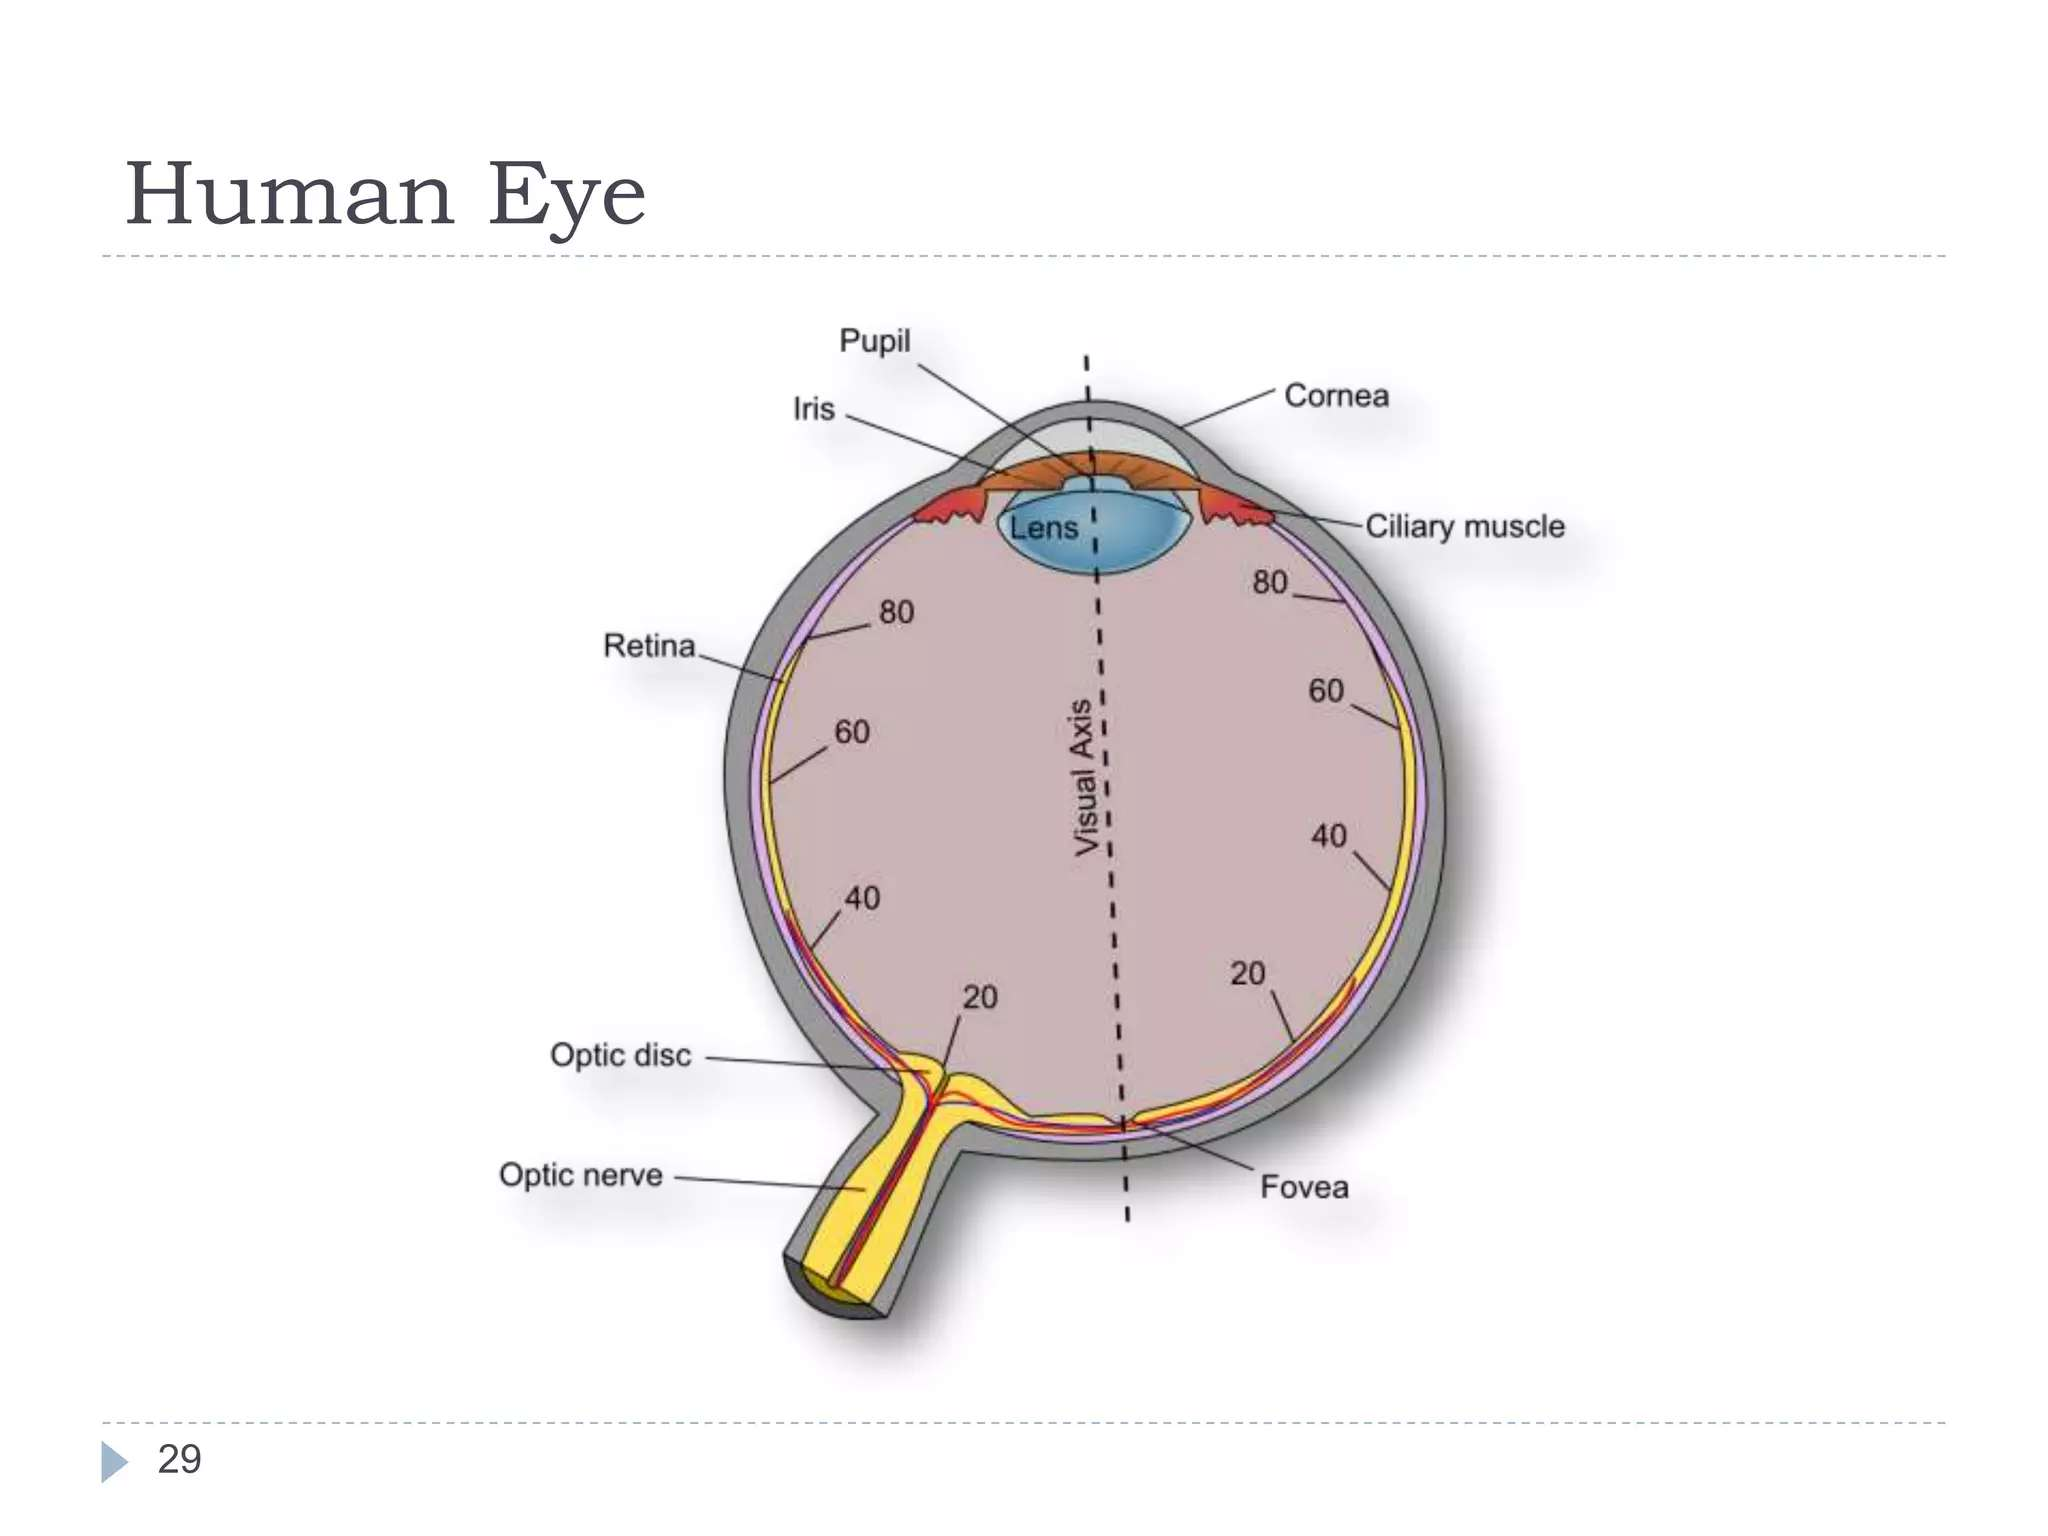 Human Eye
Pupil
Cornea
Iris
Lens
Ciliary muscle
80
80
Retina
60
60
Visual Axis
40
40
20
20
Optic disc
Optic nerve
Fovea
29